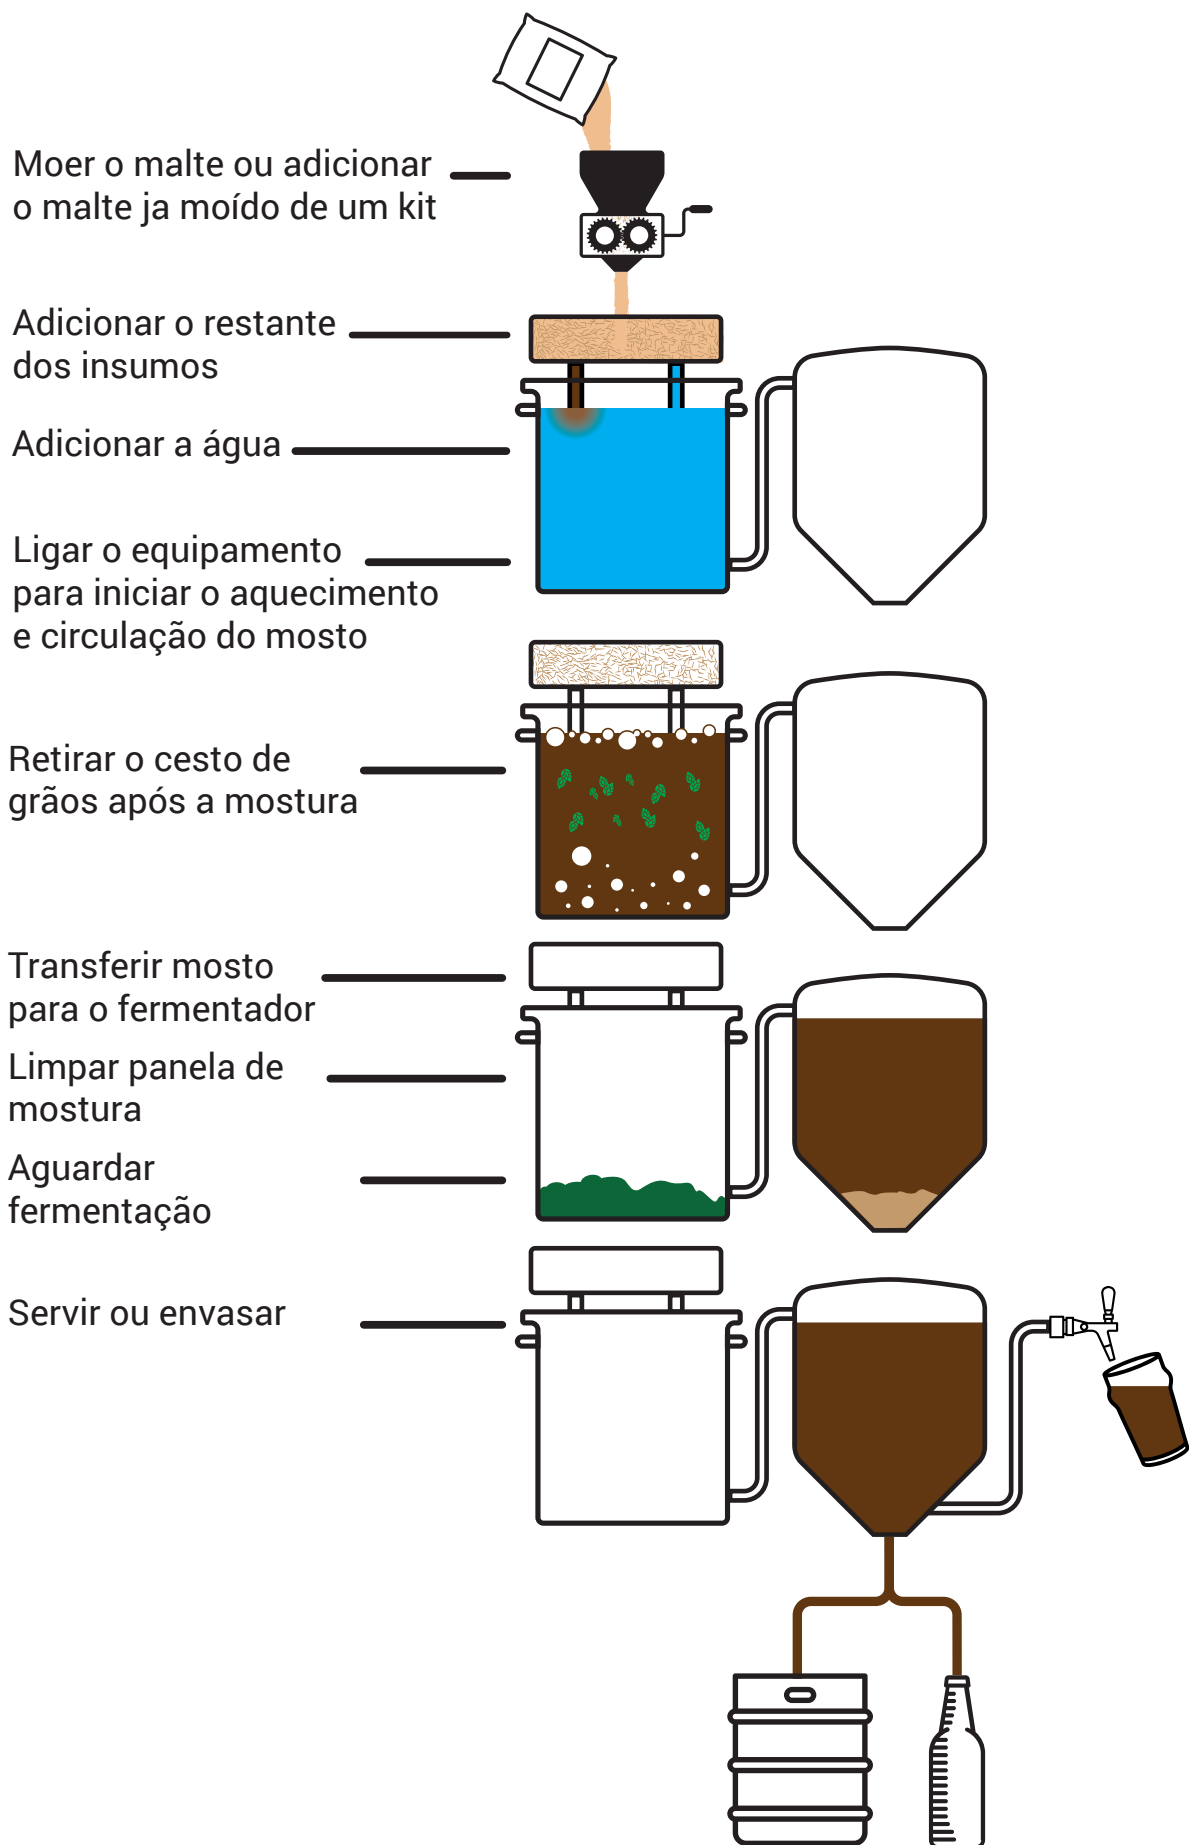 Moer o malte ou adicionar
o malte ja moído de um kit
Adicionar o restante
dos insumos
Adicionar a água
Ligar o equipamento
para iniciar o aquecimento
e circulação do mosto
Retirar o cesto de
grãos após a mostura
Transferir mosto
para o fermentador
Limpar panela de
mostura
Aguardar
fermentação
Servir ou envasar